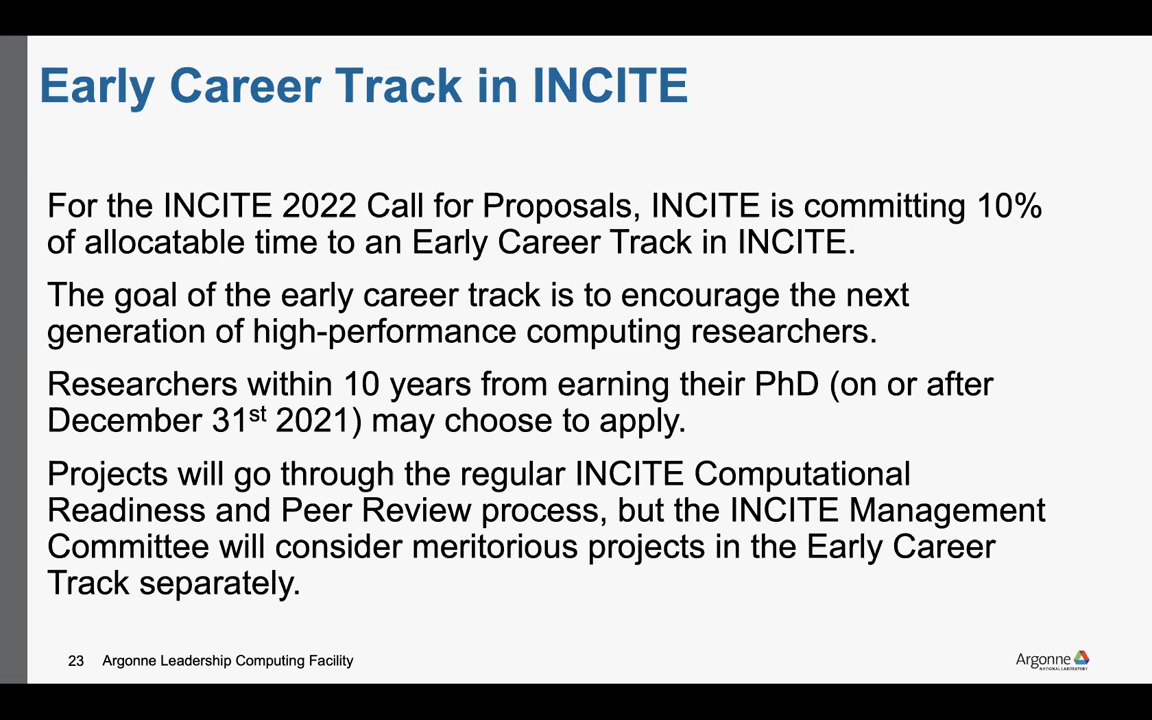 Early Career Track in INCITE
For the INCITE 2022 Call for Proposals, INCITE is committing 10%
of allocatable time to an Early Career Track in INCITE.
The goal of the early career track is to encourage the next
generation of high-performance computing researchers.
Researchers within 10 years from earning their PhD (on or after
December 31st 2021) may choose to apply.
Projects will go through the regular INCITE Computational
Readiness and Peer Review process, but the INCITE Management
Committee will consider meritorious projects in the Early Career
Track separately.
23 Argonne Leadership Computing Facility
Argonne
NATIONAL LABORATORY